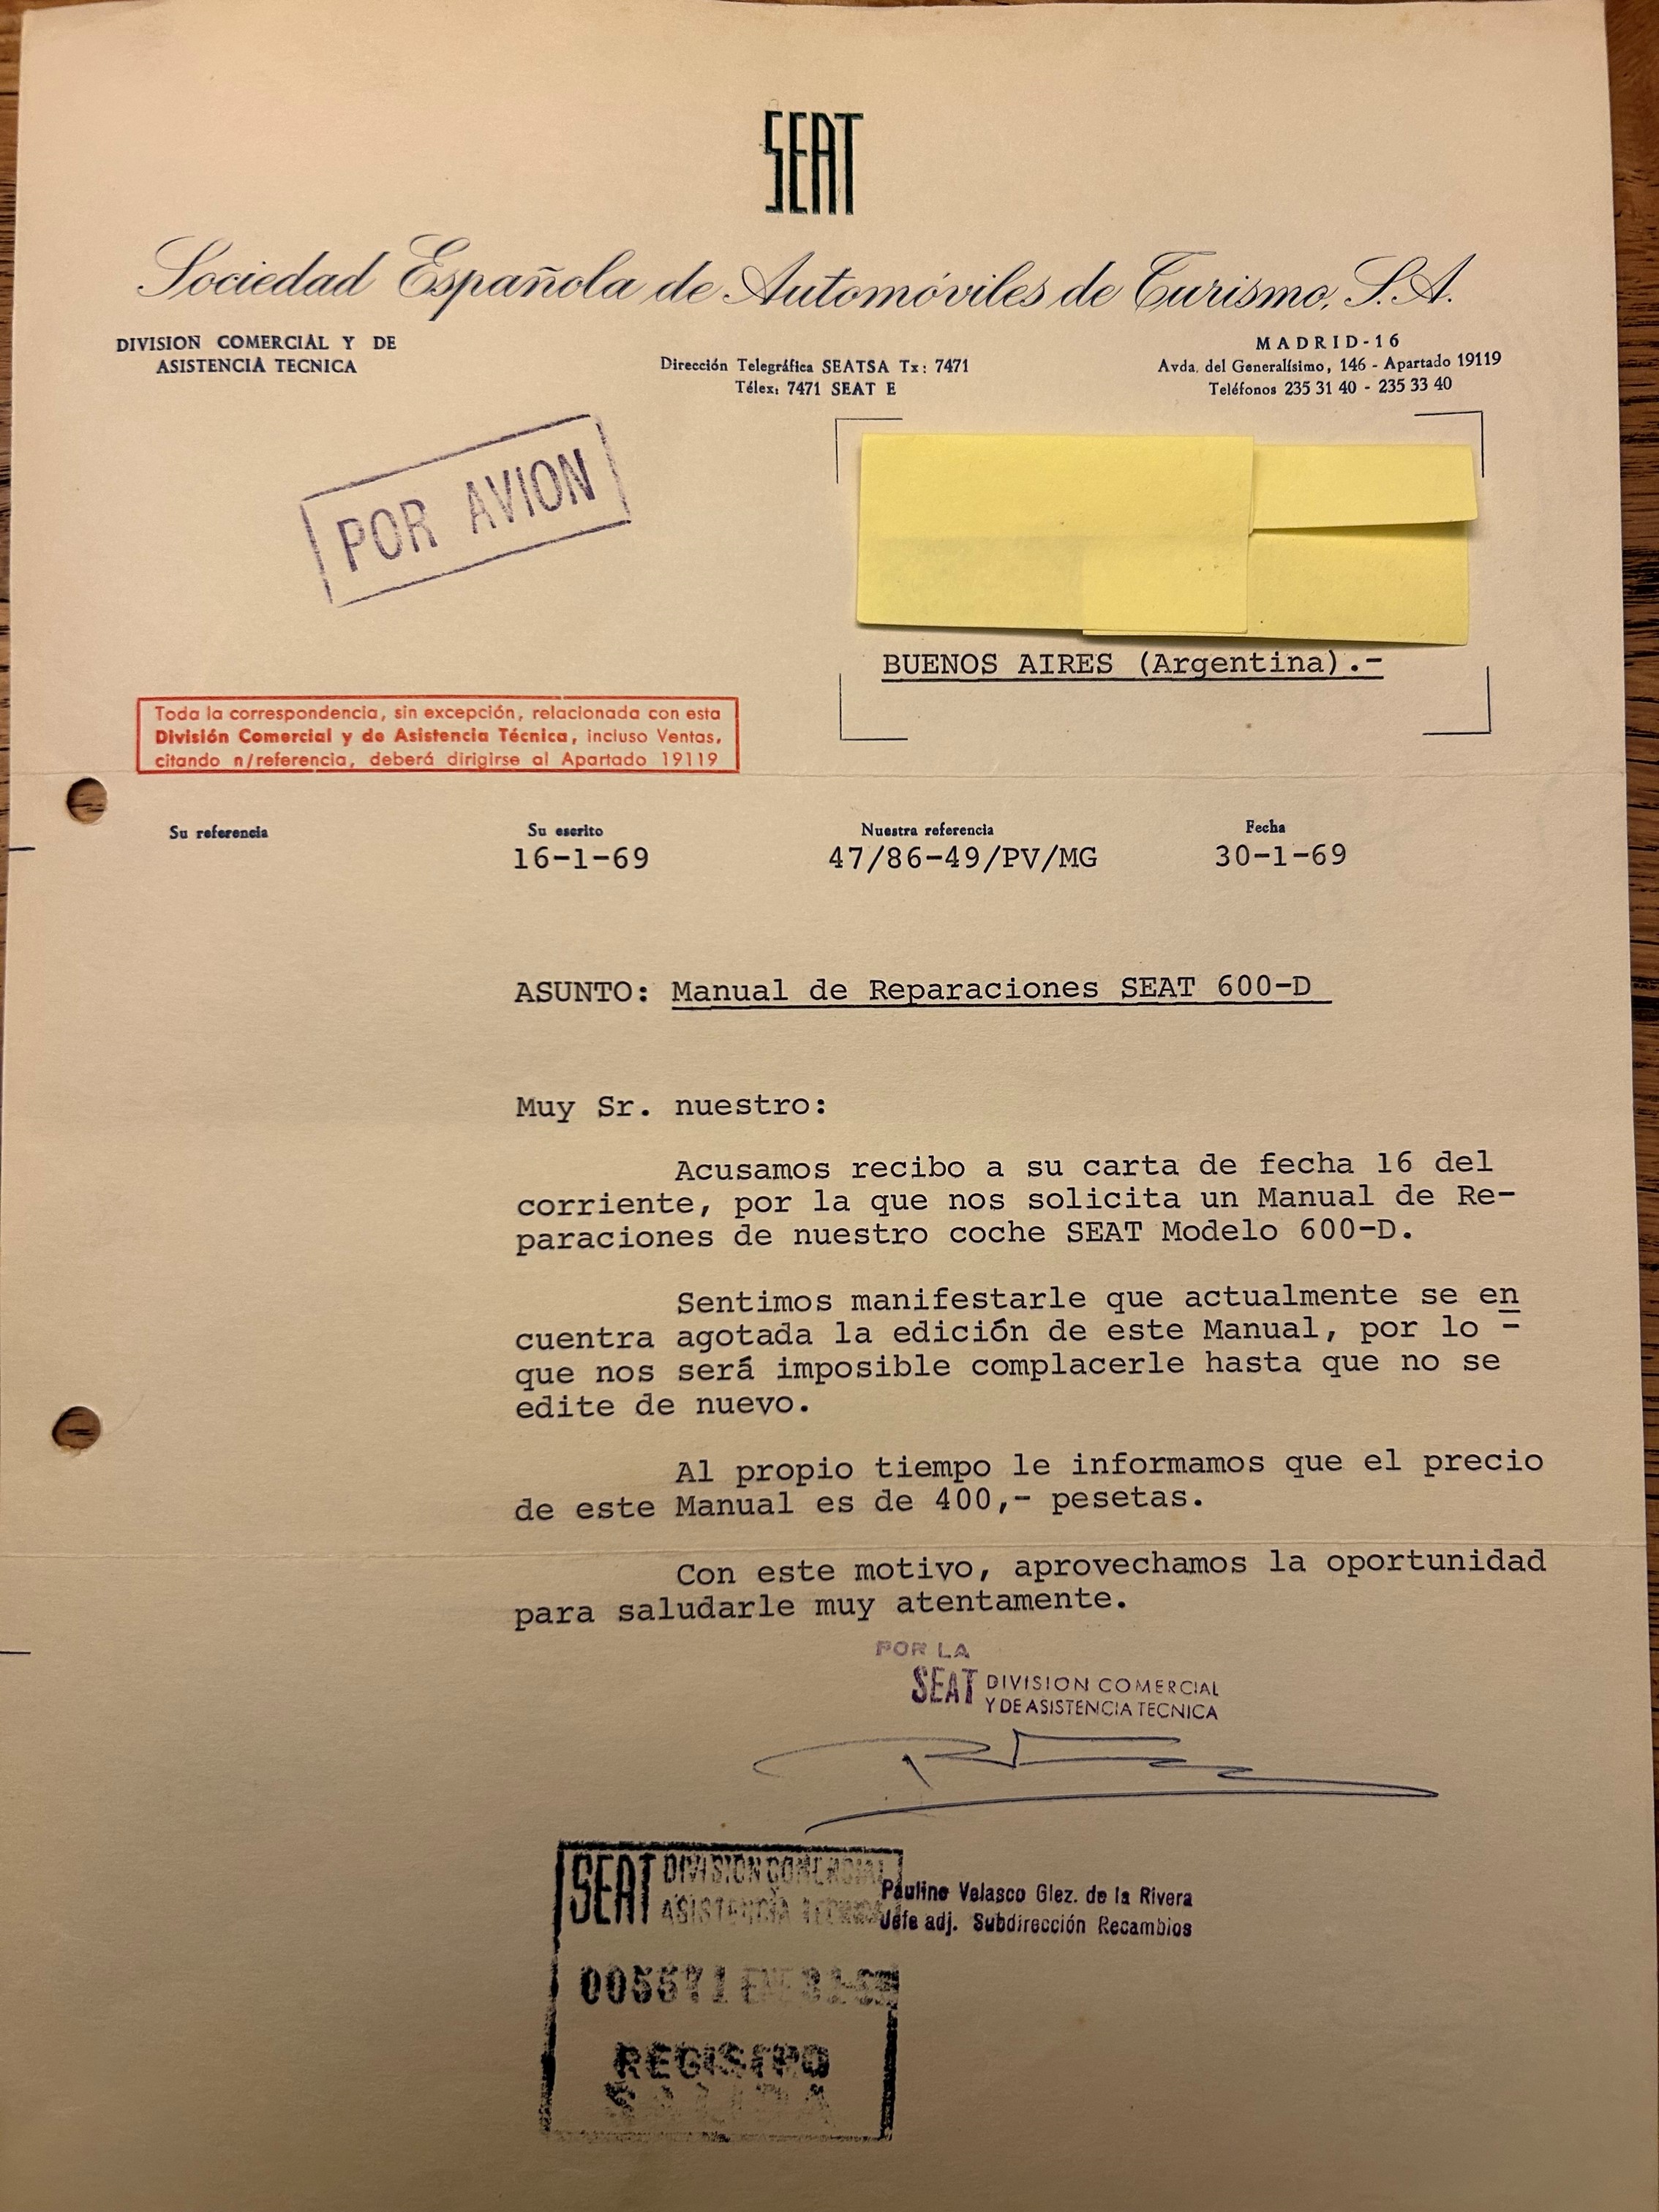 SEAT
Sociedad Española de Automóviles de Turismo, S.A.
DIVISION COMERCIAL Y DE
ASISTENCIA TECNICA
Dirección Telegráfica SEATSA Tx: 7471
Télex: 7471 SEAT E
MADRID-16
Avda. del Generalísimo, 146 - Apartado 19119
Teléfonos 235 31 40 - 235 33 40
POR AVION
BUENOS AIRES (Argentina).-
Toda la correspondencia, sin excepción, relacionada con esta
División Comercial y de Asistencia Técnica, incluso Ventas,
citando n/referencia, deberá dirigirse al Apartado 19119
Su referencia
Su escrito
16-1-69
Nuestra referencia
47/86-49/PV/MG
Fecha
30-1-69
ASUNTO: Manual de Reparaciones SEAT 600-D
Muy Sr. nuestro:
Acusamos recibo a su carta de fecha 16 del
corriente, por la que nos solicita un Manual de Re-
paraciones de nuestro coche SEAT Modelo 600-D.
Sentimos manifestarle que actualmente se en
cuentra agotada la edición de este Manual, por lo -
que nos será imposible complacerle hasta que no se
edite de nuevo.
Al propio tiempo le informamos que el precio
de este Manual es de 400,- pesetas.
Con este motivo, aprovechamos la oportunidad
para saludarle muy atentamente.
POR LA
SEAT DIVISION COMERCIAL
Y DE ASISTENCIA TECNICA
SEAT DIVISION COMERCIAL
ASISTENCIA TECNICA
Paulino Velasco Glez. de la Rivera
Jefe adj. Subdirección Recambios
005571 ENE 31
REGISTRO
SALIDA